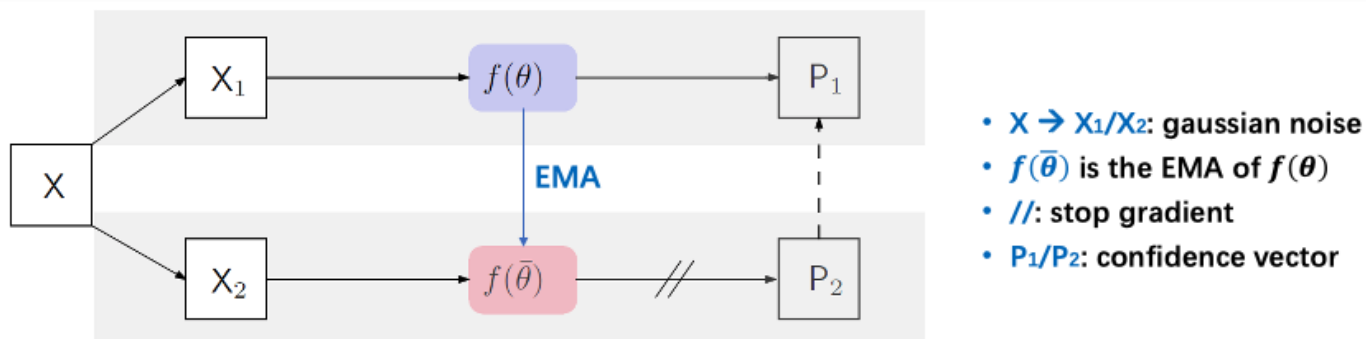 X
X₁
f(θ)
P₁
EMA
X₂
f(θ̄)
//
P₂
• X → X₁/X₂: gaussian noise
• f(θ̄) is the EMA of f(θ)
• //: stop gradient
• P₁/P₂: confidence vector